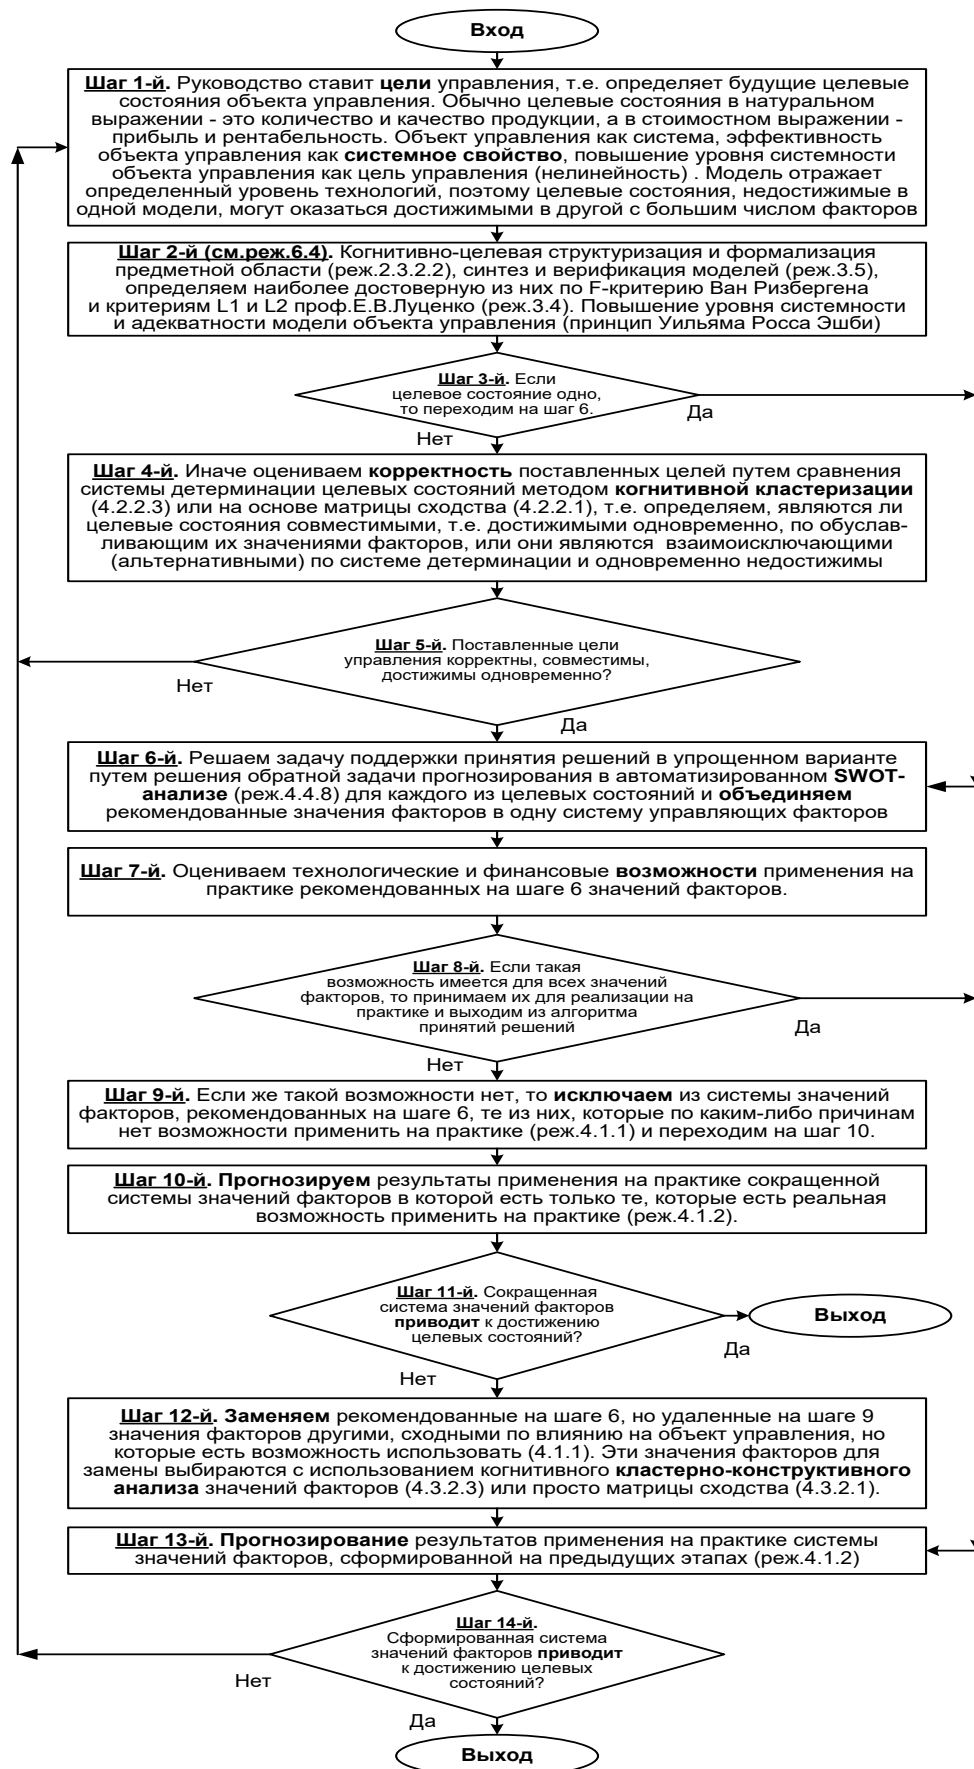 Вход
Шаг 1-й. Руководство ставит цели управления, т.е. определяет будущие целевые
состояния объекта управления. Обычно целевые состояния в натуральном
выражении - это количество и качество продукции, а в стоимостном выражении -
прибыль и рентабельность. Объект управления как система, эффективность
объекта управления как системное свойство, повышение уровня системности
объекта управления как цель управления (нелинейность) . Модель отражает
определенный уровень технологий, поэтому целевые состояния, недостижимые в
одной модели, могут оказаться достижимыми в другой с большим числом факторов
Шаг 2-й (см.реж.6.4). Когнитивно-целевая структуризация и формализация
предметной области (реж.2.3.2.2), синтез и верификация моделей (реж.3.5),
определяем наиболее достоверную из них по F-критерию Ван Ризбергена
и критериям L1 и L2 проф.Е.В.Луценко (реж.3.4). Повышение уровня системности
и адекватности модели объекта управления (принцип Уильяма Росса Эшби)
Шаг 3-й. Если
целевое состояние одно,
то переходим на шаг 6.
Да
Нет
Шаг 4-й. Иначе оцениваем корректность поставленных целей путем сравнения
системы детерминации целевых состояний методом когнитивной кластеризации
(4.2.2.3) или на основе матрицы сходства (4.2.2.1), т.е. определяем, являются ли
целевые состояния совместимыми, т.е. достижимыми одновременно, по обуслав-
ливающим их значениями факторов, или они являются взаимоисключающими
(альтернативными) по системе детерминации и одновременно недостижимы
Шаг 5-й. Поставленные цели
управления корректны, совместимы,
достижимы одновременно?
Нет
Да
Шаг 6-й. Решаем задачу поддержки принятия решений в упрощенном варианте
путем решения обратной задачи прогнозирования в автоматизированном SWOT-
анализе (реж.4.4.8) для каждого из целевых состояний и объединяем
рекомендованные значения факторов в одну систему управляющих факторов
Шаг 7-й. Оцениваем технологические и финансовые возможности применения на
практике рекомендованных на шаге 6 значений факторов.
Шаг 8-й. Если такая
возможность имеется для всех значений
факторов, то принимаем их для реализации на
практике и выходим из алгоритма
принятий решений
Да
Нет
Шаг 9-й. Если же такой возможности нет, то исключаем из системы значений
факторов, рекомендованных на шаге 6, те из них, которые по каким-либо причинам
нет возможности применить на практике (реж.4.1.1) и переходим на шаг 10.
Шаг 10-й. Прогнозируем результаты применения на практике сокращенной
системы значений факторов в которой есть только те, которые есть реальная
возможность применить на практике (реж.4.1.2).
Шаг 11-й. Сокращенная
система значений факторов
приводит к достижению
целевых состояний?
Выход
Да
Нет
Шаг 12-й. Заменяем рекомендованные на шаге 6, но удаленные на шаге 9
значения факторов другими, сходными по влиянию на объект управления, но
которые есть возможность использовать (4.1.1). Эти значения факторов для
замены выбираются с использованием когнитивного кластерно-конструктивного
анализа значений факторов (4.3.2.3) или просто матрицы сходства (4.3.2.1).
Шаг 13-й. Прогнозирование результатов применения на практике системы
значений факторов, сформированной на предыдущих этапах (реж.4.1.2)
Шаг 14-й.
Сформированная система
значений факторов приводит
к достижению целевых
состояний?
Нет
Да
Выход